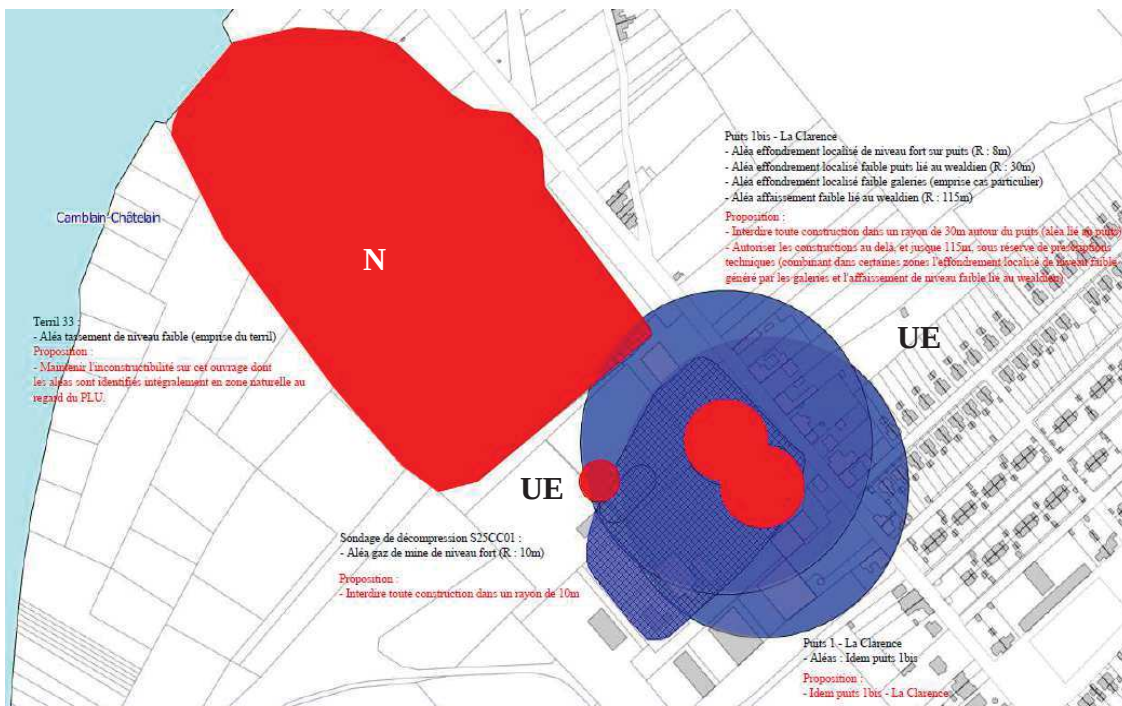 Puits 1bis - La Clarence
- Aléa effondrement localisé de niveau fort sur puits (R : 8m)
- Aléa effondrement localisé faible puits lié au wealdien (R : 30m)
- Aléa effondrement localisé faible galeries (emprise cas particulier)
- Aléa affaissement faible lié au wealdien (R : 115m)
Proposition :
- Interdire toute construction dans un rayon de 30m autour du puits (aléa lié au puits)
- Autoriser les constructions au delà, et jusque 115m, sous réserve de prescriptions
techniques (combinant dans certaines zones l'effondrement localisé de niveau faible
généré par les galeries et l'affaissement de niveau faible lié au wealdien)
Camblain-Châtelain
N
Terril 33 :
- Aléa tassement de niveau faible (emprise du terril)
Proposition :
- Maintenir l'inconstructibilité sur cet ouvrage dont
les aléas sont identifiés intégralement en zone naturelle au
regard du PLU.
UE
UE
Sondage de décompression S25CC01 :
- Aléa gaz de mine de niveau fort (R : 10m)
Proposition :
- Interdire toute construction dans un rayon de 10m
Puits 1 - La Clarence
- Aléas : Idem puits 1bis
Proposition :
- Idem puits 1bis - La Clarence